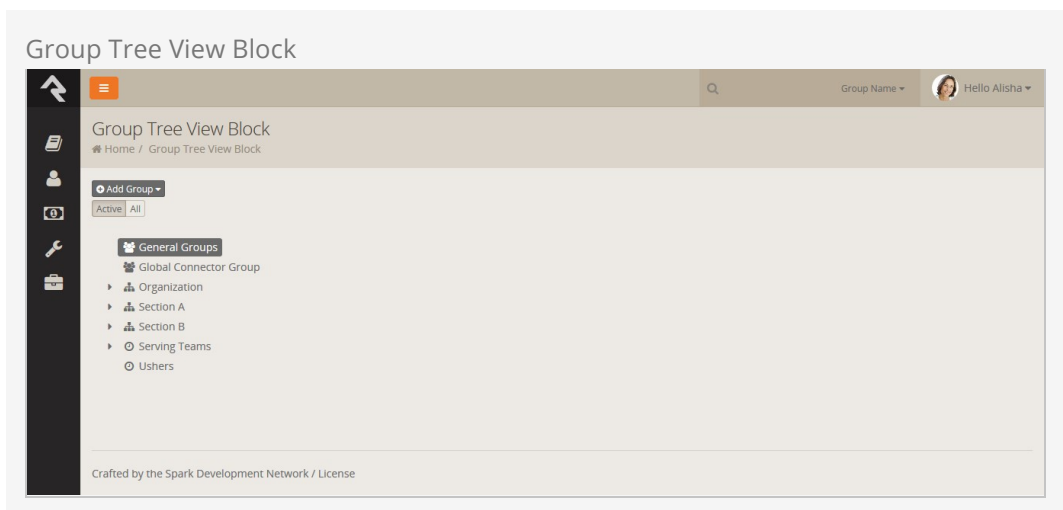 Group Tree View Block
Group Name
Hello Alisha
Group Tree View Block
Home / Group Tree View Block
Add Group
Active All
General Groups
Global Connector Group
Organization
Section A
Section B
Serving Teams
Ushers
Crafted by the Spark Development Network / License